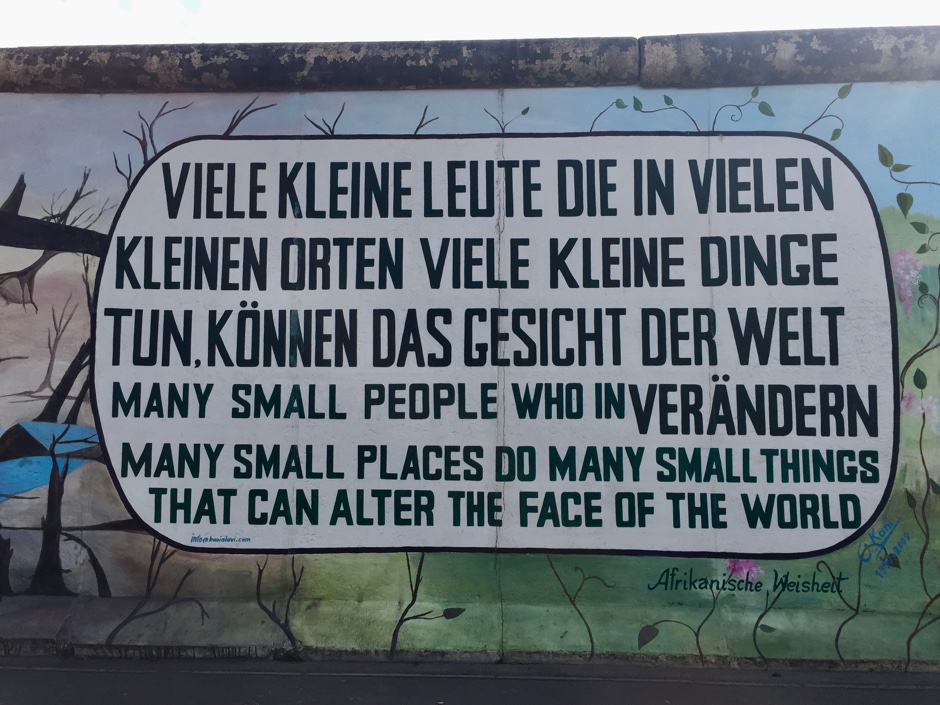 VIELE KLEINE LEUTE DIE IN VIELEN
KLEINEN ORTEN VIELE KLEINE DINGE
TUN, KÖNNEN DAS GESICHT DER WELT
VERÄNDERN
MANY SMALL PEOPLE WHO IN
MANY SMALL PLACES DO MANY SMALL THINGS
THAT CAN ALTER THE FACE OF THE WORLD
Kani
Afrikanische Weisheit